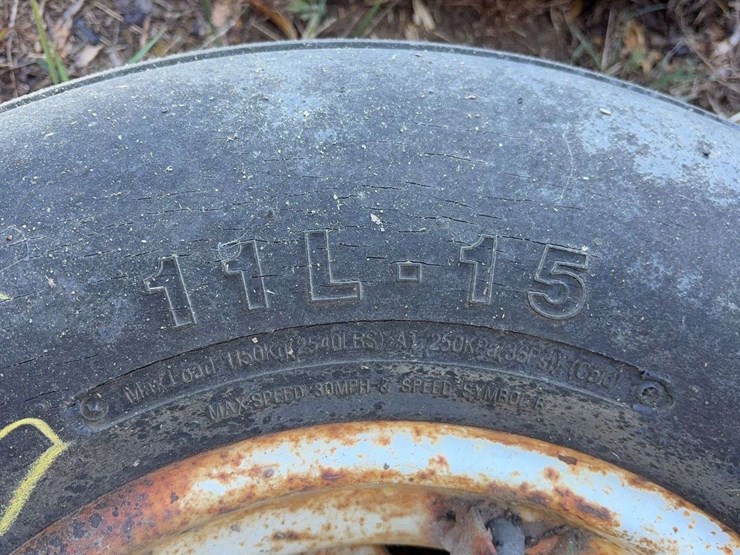 11L-15
Max Load 1150Kg(2540LBS) AT 250KPa(36PSI)(Cold)
MAX SPEED 30MPH & SPEED SYMBOL